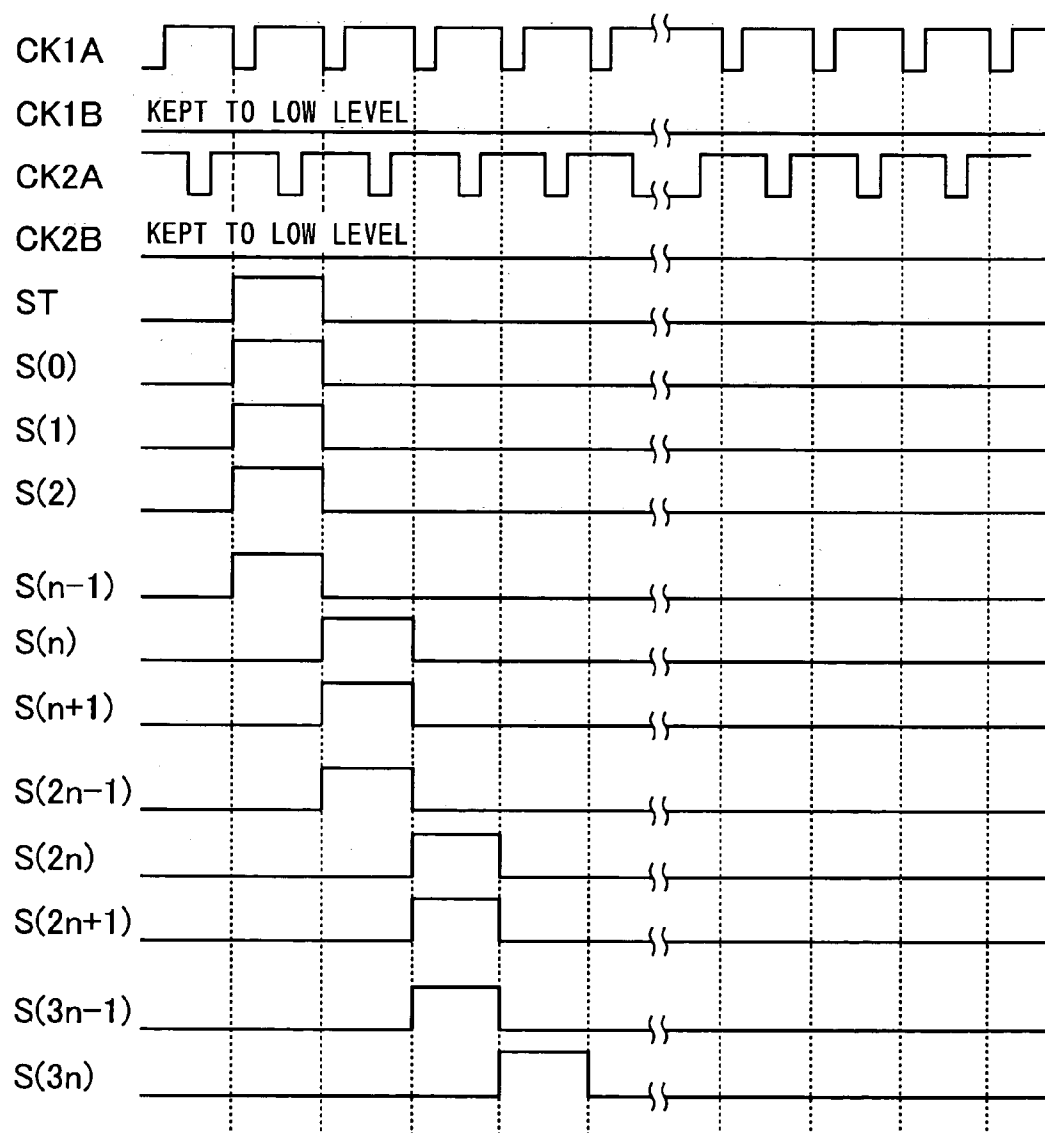 CK1A
CK1B KEPT TO LOW LEVEL
CK2A
CK2B KEPT TO LOW LEVEL
ST
S(0)
S(1)
S(2)
S(n-1)
S(n)
S(n+1)
S(2n-1)
S(2n)
S(2n+1)
S(3n-1)
S(3n)